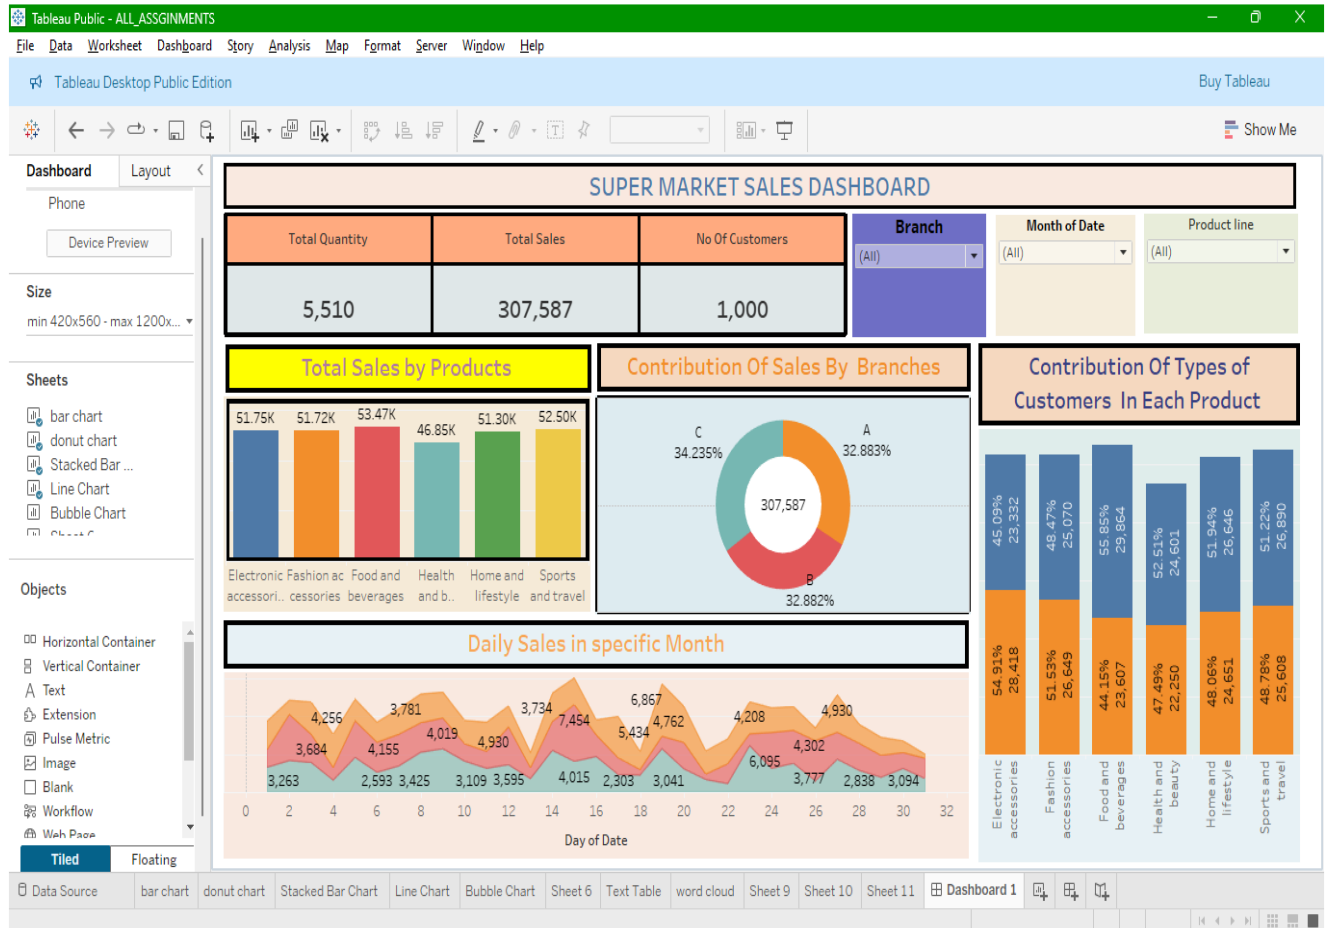 Tableau Public - ALL_ASSGINMENTS
File Data Worksheet Dashboard Story Analysis Map Format Server Window Help
Tableau Desktop Public Edition
Buy Tableau
Show Me
Dashboard Layout
Phone
Device Preview
Size
min 420x560 - max 1200x...
Sheets
bar chart
donut chart
Stacked Bar ...
Line Chart
Bubble Chart
Objects
Horizontal Container
Vertical Container
Text
Extension
Pulse Metric
Image
Blank
Workflow
Web Page
Tiled Floating
SUPER MARKET SALES DASHBOARD
Total Quantity Total Sales No Of Customers
5,510 307,587 1,000
Branch
(All)
Month of Date
(All)
Product line
(All)
Total Sales by Products
51.75K 51.72K 53.47K 46.85K 51.30K 52.50K
Electronic Fashion ac Food and Health Home and Sports
accessori.. cessories beverages and b.. lifestyle and travel
Contribution Of Sales By Branches
C
34.235%
A
32.883%
307,587
B
32.882%
Contribution Of Types of
Customers In Each Product
45.09%
23,332
48.47%
25,070
55.85%
29,864
52.51%
24,601
51.94%
26,646
51.22%
26,890
54.91%
28,418
51.53%
26,649
44.15%
23,607
47.49%
22,250
48.06%
24,651
48.78%
25,608
Electronic
accessories
Fashion
accessories
Food and
beverages
Health and
beauty
Home and
lifestyle
Sports and
travel
Daily Sales in specific Month
4,256 3,781 3,734 6,867 4,208 4,930
3,684 4,155 4,019 4,930 7,454 5,434 4,762 4,302
3,263 2,593 3,425 3,109 3,595 4,015 2,303 3,041 6,095 3,777 2,838 3,094
0 2 4 6 8 10 12 14 16 18 20 22 24 26 28 30 32
Day of Date
Data Source bar chart donut chart Stacked Bar Chart Line Chart Bubble Chart Sheet 6 Text Table word cloud Sheet 9 Sheet 10 Sheet 11 Dashboard 1